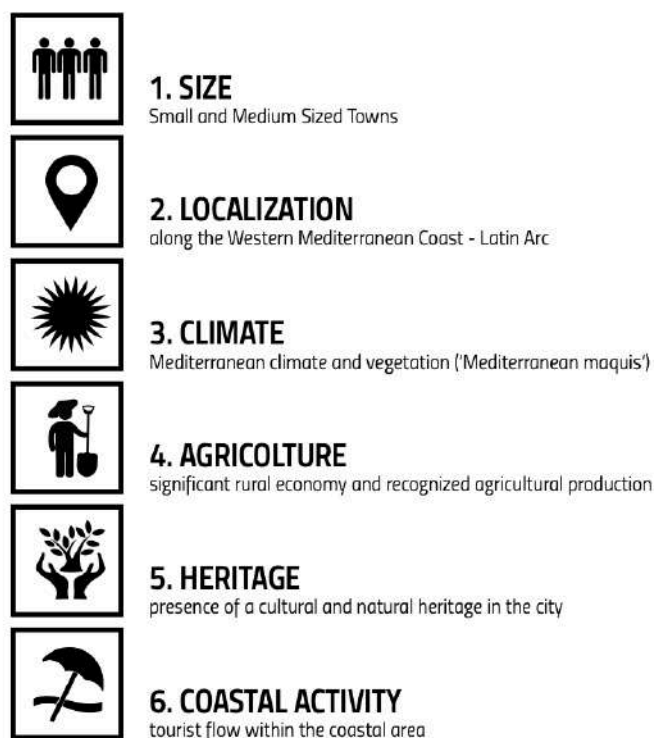 1. SIZE
Small and Medium Sized Towns
2. LOCALIZATION
along the Western Mediterranean Coast - Latin Arc
3. CLIMATE
Mediterranean climate and vegetation ('Mediterranean maquis')
4. AGRICOLTURE
significant rural economy and recognized agricultural production
5. HERITAGE
presence of a cultural and natural heritage in the city
6. COASTAL ACTIVITY
tourist flow within the coastal area